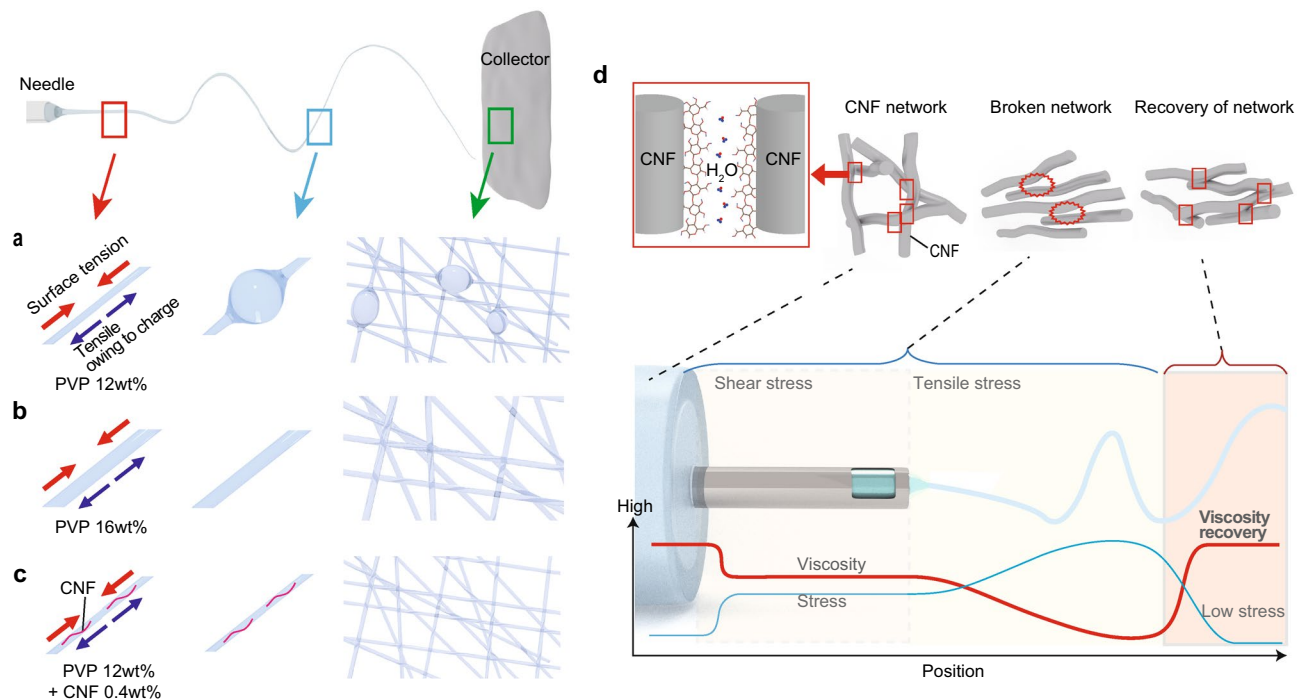 Needle
Collector
a
Surface tension
Tensile
owing to charge
PVP 12wt%
b
PVP 16wt%
c
CNF
PVP 12wt%
+ CNF 0.4wt%
d
CNF network
Broken network
Recovery of network
CNF
H₂O
CNF
CNF
Shear stress
Tensile stress
High
Viscosity
recovery
Viscosity
Stress
Low stress
Low
Position